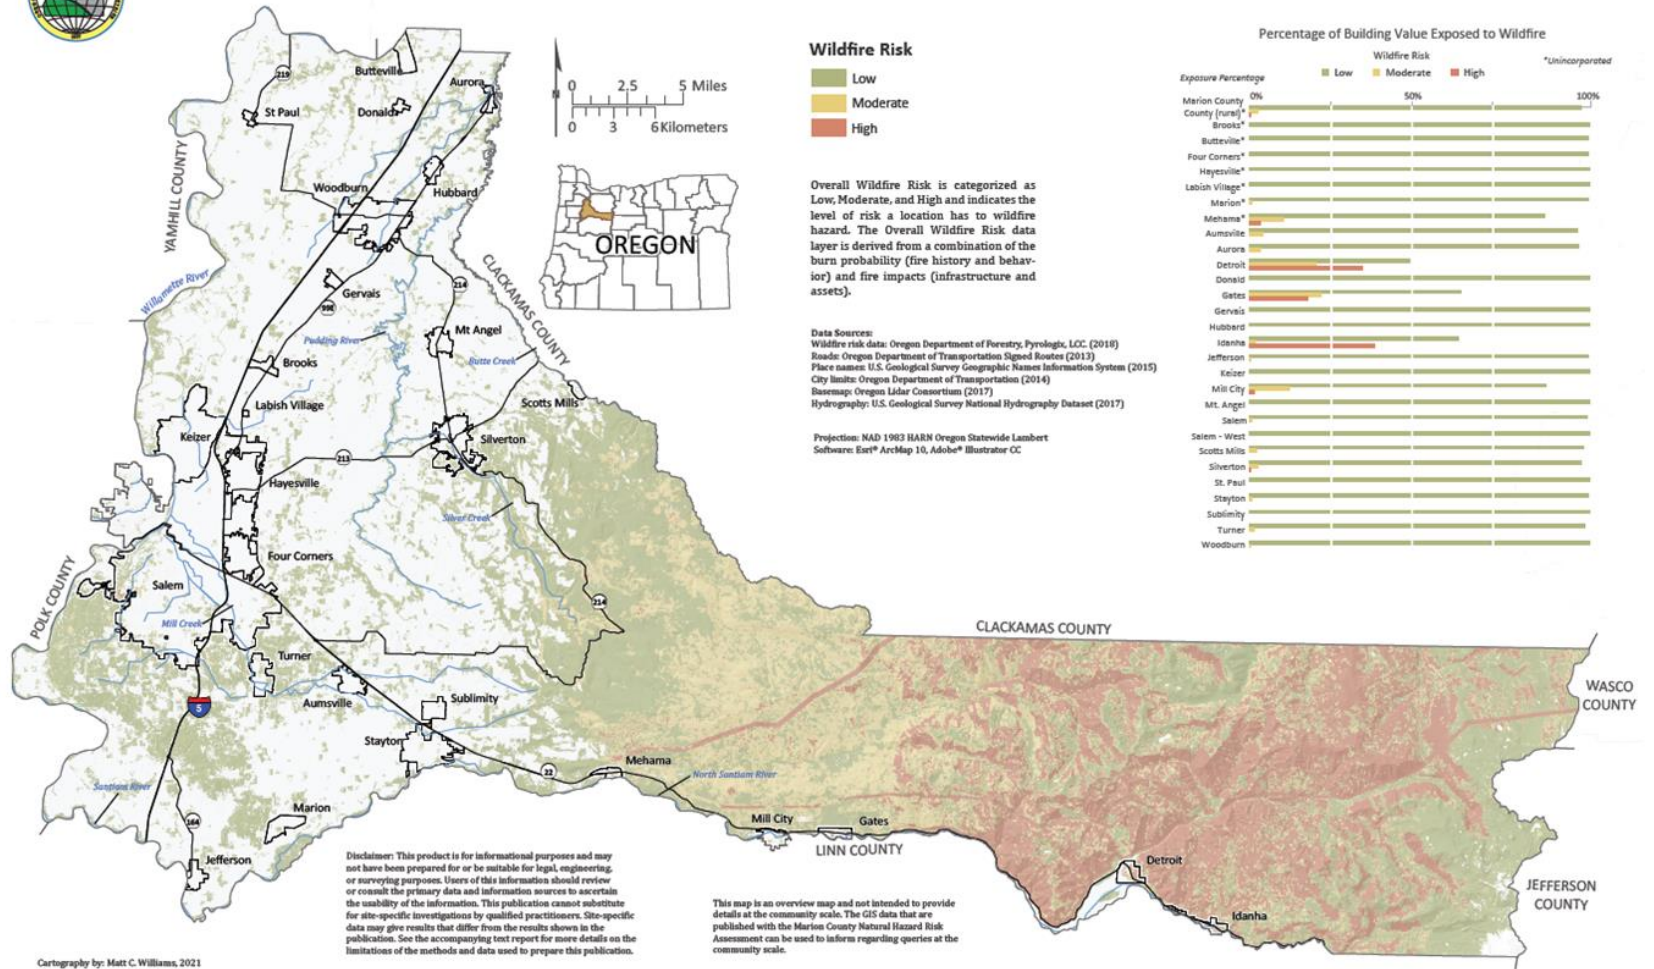 219
Butteville
Aurora
St Paul
Donald
YAMHILL COUNTY
Woodburn
Hubbard
Willamette River
CLACKAMAS COUNTY
Gervais
214
99E
Mt Angel
Pudding River
Butte Creek
Brooks
Labish Village
Scotts Mills
Keizer
Silverton
213
Hayesville
Silver Creek
Four Corners
POLK COUNTY
Salem
214
Mill Creek
CLACKAMAS COUNTY
Turner
5
Aumsville
Sublimity
WASCO
COUNTY
Stayton
Mehama
22
North Santiam River
Santiam River
Marion
164
Mill City
Gates
LINN COUNTY
Jefferson
Detroit
JEFFERSON
COUNTY
Idanha
N
0 2.5 5 Miles
0 3 6 Kilometers
OREGON
Wildfire Risk
Low
Moderate
High
Overall Wildfire Risk is categorized as
Low, Moderate, and High and indicates the
level of risk a location has to wildfire
hazard. The Overall Wildfire Risk data
layer is derived from a combination of the
burn probability (fire history and behav-
ior) and fire impacts (infrastructure and
assets).
Data Sources:
Wildfire risk data: Oregon Department of Forestry, Pyrologix, LCC. (2018)
Roads: Oregon Department of Transportation Signed Routes (2013)
Place names: U.S. Geological Survey Geographic Names Information System (2015)
City limits: Oregon Department of Transportation (2014)
Basemap: Oregon Lidar Consortium (2017)
Hydrography: U.S. Geological Survey National Hydrography Dataset (2017)
Projection: NAD 1983 HARN Oregon Statewide Lambert
Software: Esri® ArcMap 10, Adobe® Illustrator CC
Percentage of Building Value Exposed to Wildfire
Wildfire Risk
*Unincorporated
Low Moderate High
Exposure Percentage
0% 50% 100%
Marion County
County (rural)*
Brooks*
Butteville*
Four Corners*
Hayesville*
Labish Village*
Marion*
Mehama*
Aumsville
Aurora
Detroit
Donald
Gates
Gervais
Hubbard
Idanha
Jefferson
Keizer
Mill City
Mt. Angel
Salem
Salem - West
Scotts Mills
Silverton
St. Paul
Stayton
Sublimity
Turner
Woodburn
Disclaimer: This product is for informational purposes and may
not have been prepared for or be suitable for legal, engineering,
or surveying purposes. Users of this information should review
or consult the primary data and information sources to ascertain
the usability of the information. This publication cannot substitute
for site-specific investigations by qualified practitioners. Site-specific
data may give results that differ from the results shown in the
publication. See the accompanying text report for more details on the
limitations of the methods and data used to prepare this publication.
This map is an overview map and not intended to provide
details at the community scale. The GIS data that are
published with the Marion County Natural Hazard Risk
Assessment can be used to inform regarding queries at the
community scale.
Cartography by: Matt C. Williams, 2021